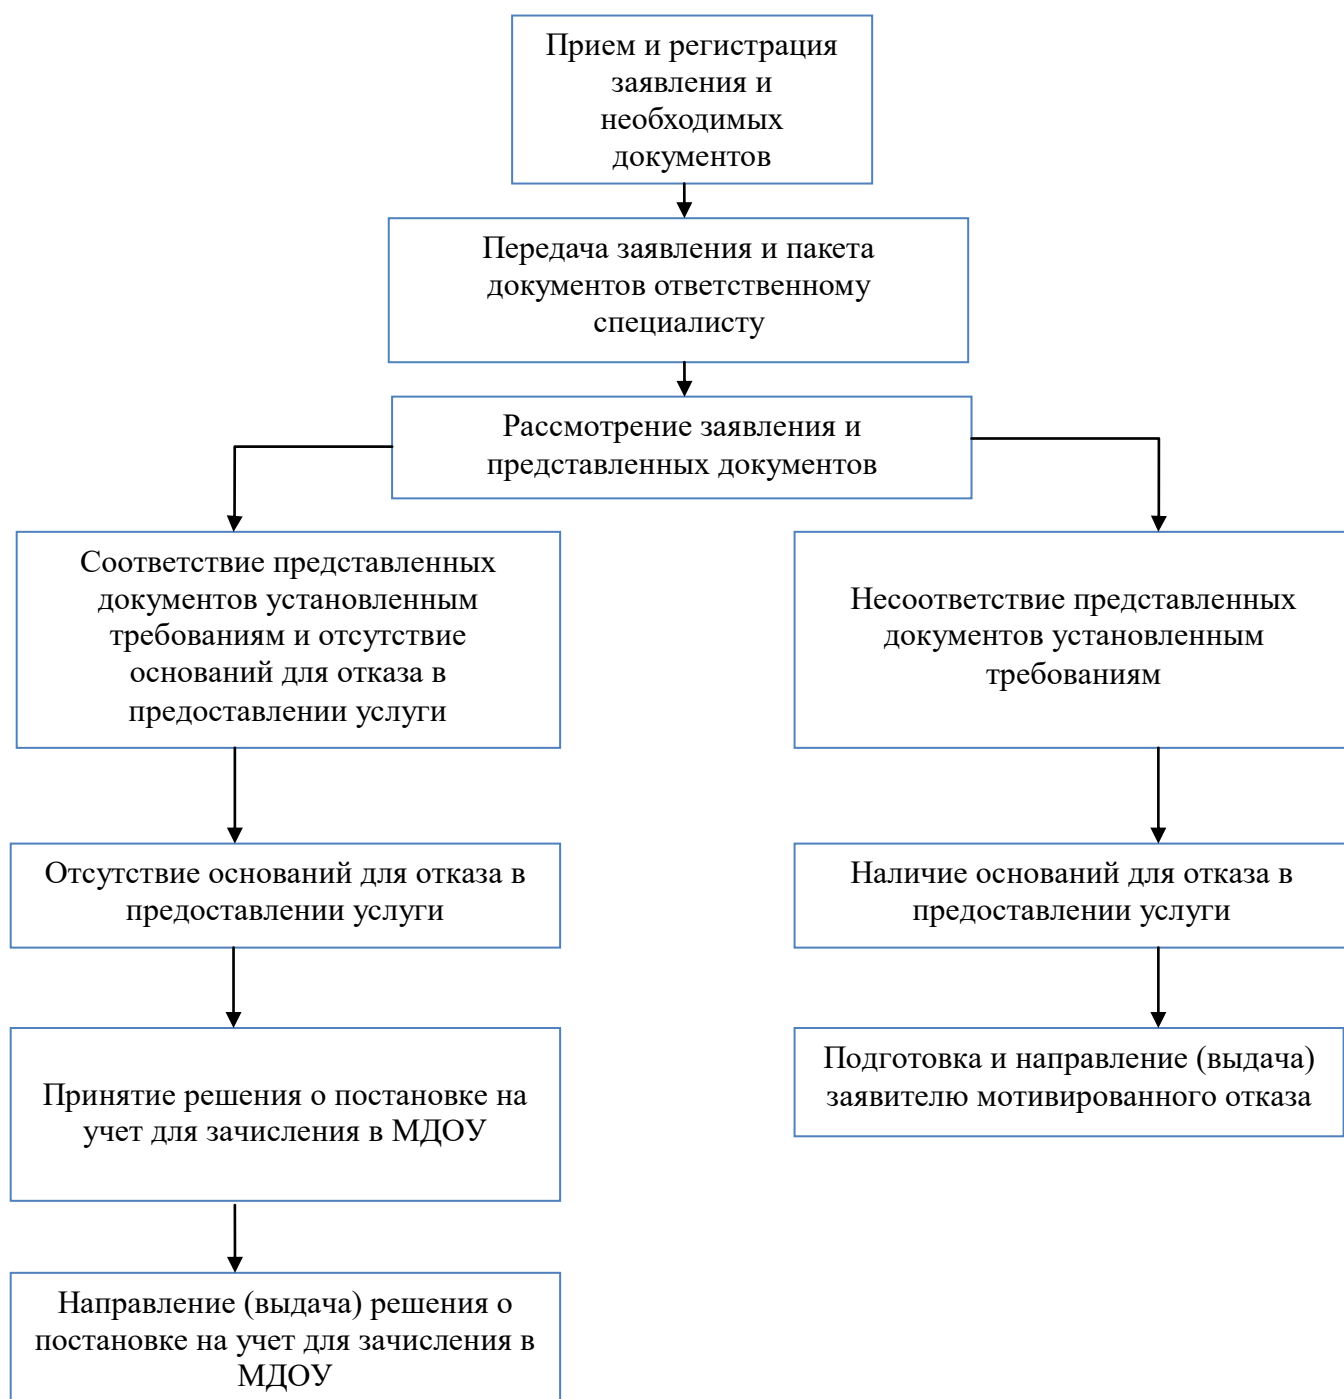 Прием и регистрация
заявления и
необходимых
документов
Передача заявления и пакета
документов ответственному
специалисту
Рассмотрение заявления и
представленных документов
Соответствие представленных
документов установленным
требованиям и отсутствие
оснований для отказа в
предоставлении услуги
Несоответствие представленных
документов установленным
требованиям
Отсутствие оснований для отказа в
предоставлении услуги
Наличие оснований для отказа в
предоставлении услуги
Принятие решения о постановке на
учет для зачисления в МДОУ
Подготовка и направление (выдача)
заявителю мотивированного отказа
Направление (выдача) решения о
постановке на учет для зачисления в
МДОУ